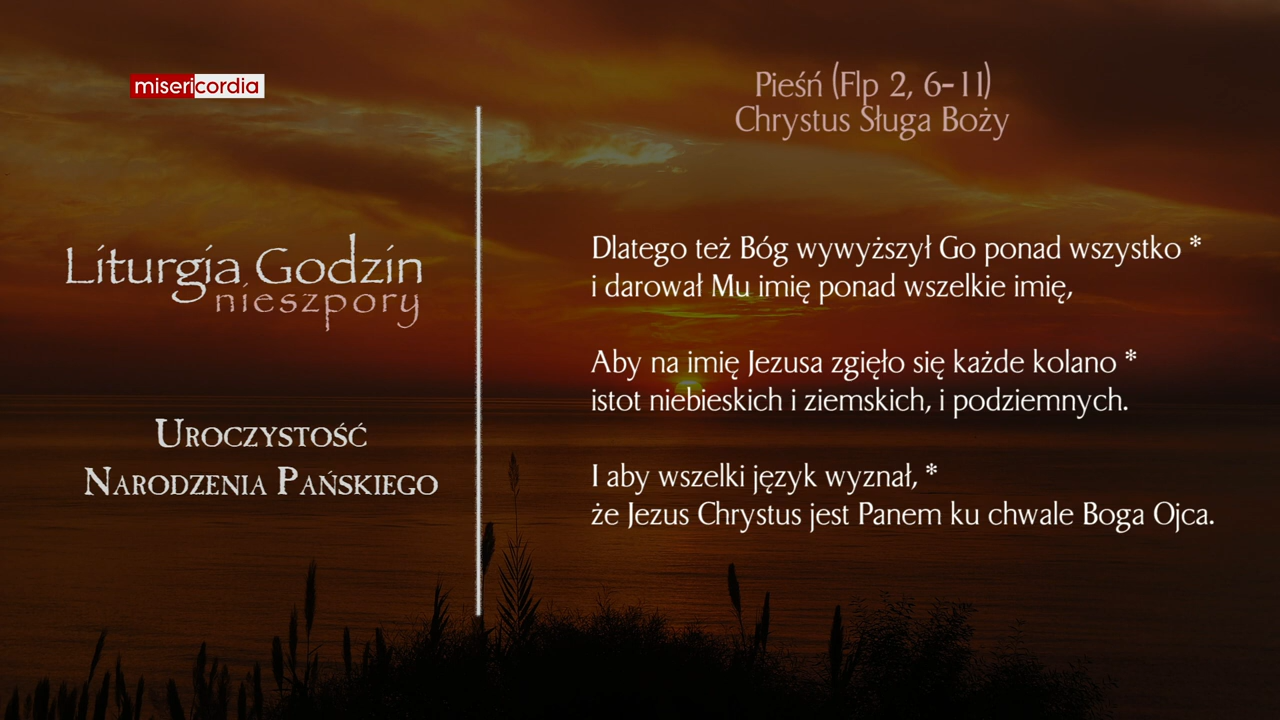 misericordia
Liturgia Godzin
nieszpory
Uroczystość
Narodzenia Pańskiego
Pieśń (Flp 2, 6-11)
Chrystus Sługa Boży
Dlatego też Bóg wywyższył Go ponad wszystko *
i darował Mu imię ponad wszelkie imię,
Aby na imię Jezusa zgięło się każde kolano *
istot niebieskich i ziemskich, i podziemnych.
I aby wszelki język wyznał, *
że Jezus Chrystus jest Panem ku chwale Boga Ojca.